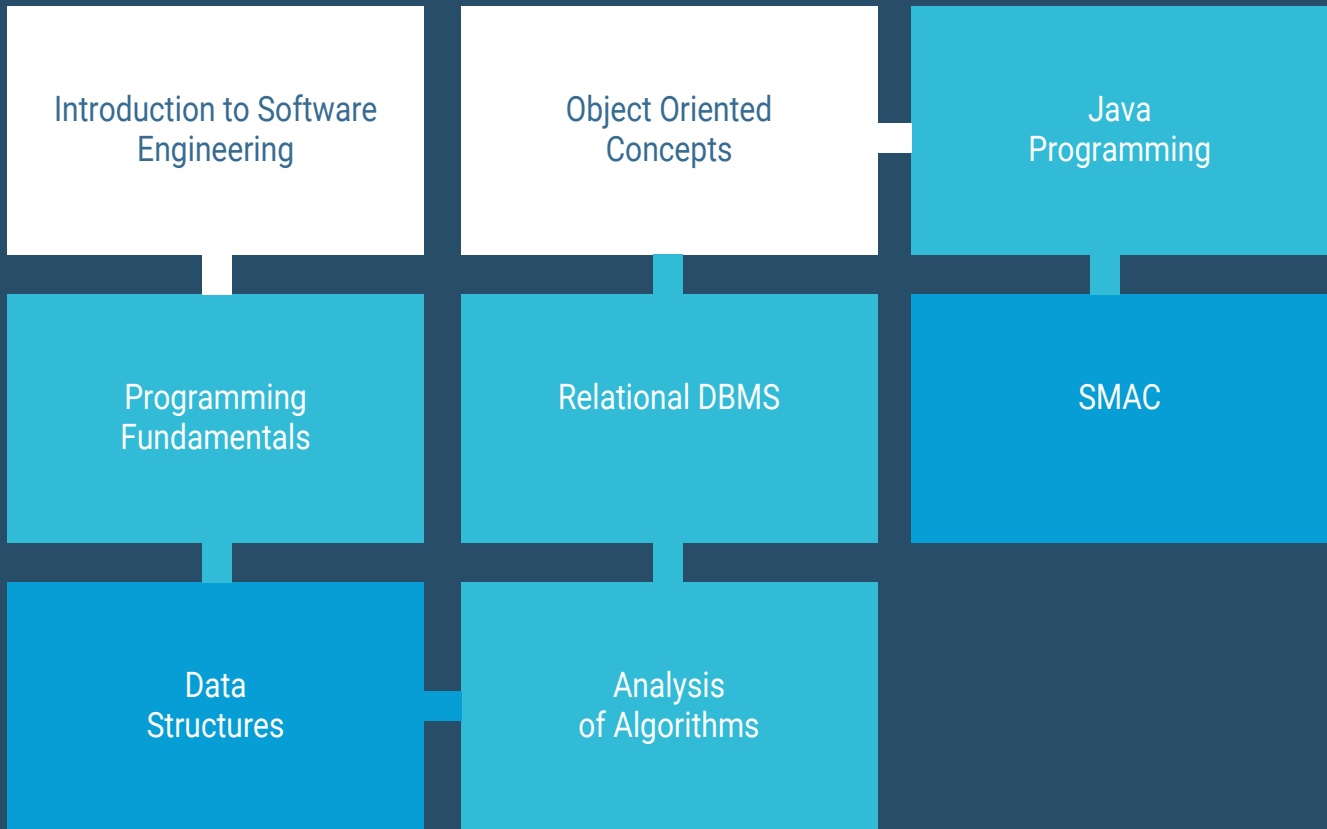 Introduction to Software
Engineering
Object Oriented
Concepts
Java
Programming
Programming
Fundamentals
Relational DBMS
SMAC
Data
Structures
Analysis
of Algorithms